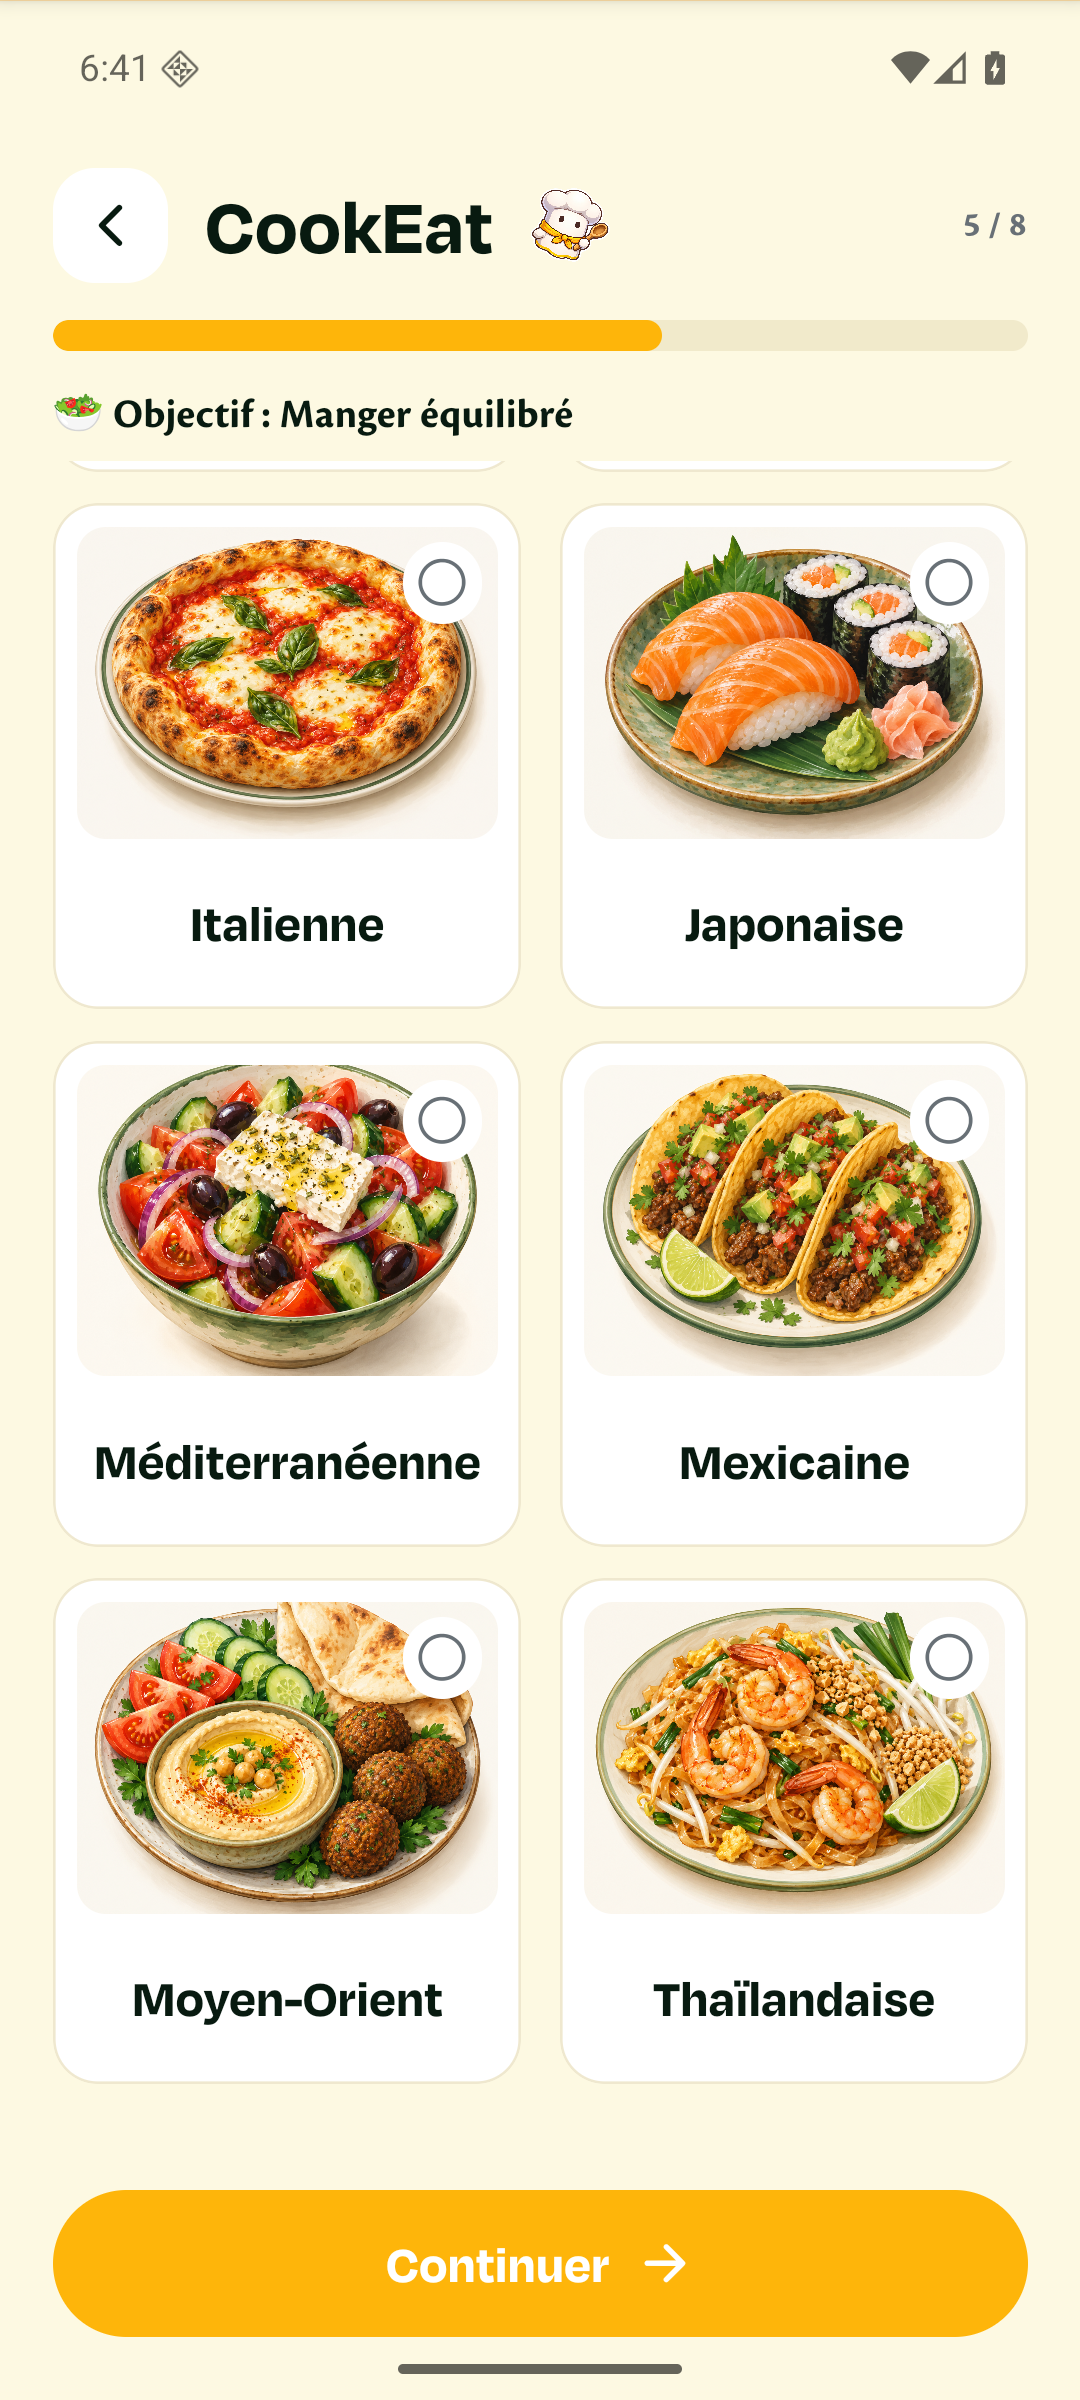 6:41
CookEat
5 / 8
Objectif : Manger équilibré
Italienne
Japonaise
Méditerranéenne
Mexicaine
Moyen-Orient
Thaïlandaise
Continuer